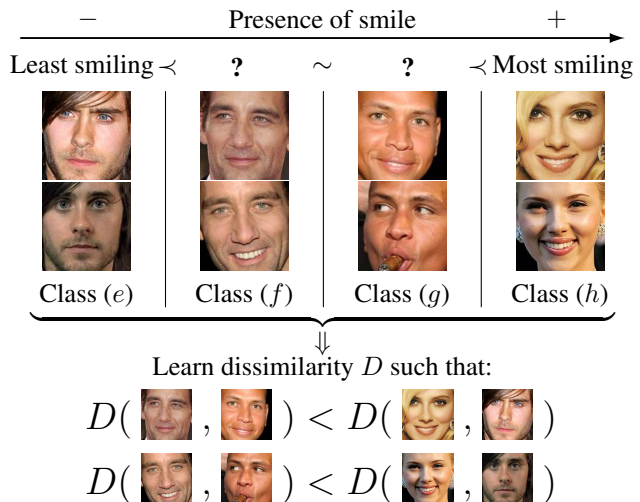 − Presence of smile +
Least smiling ≺ ? ∼ ? ≺ Most smiling
Class (e) Class (f) Class (g) Class (h)
⇓
Learn dissimilarity D such that:
D( , ) < D( , )
D( , ) < D( , )